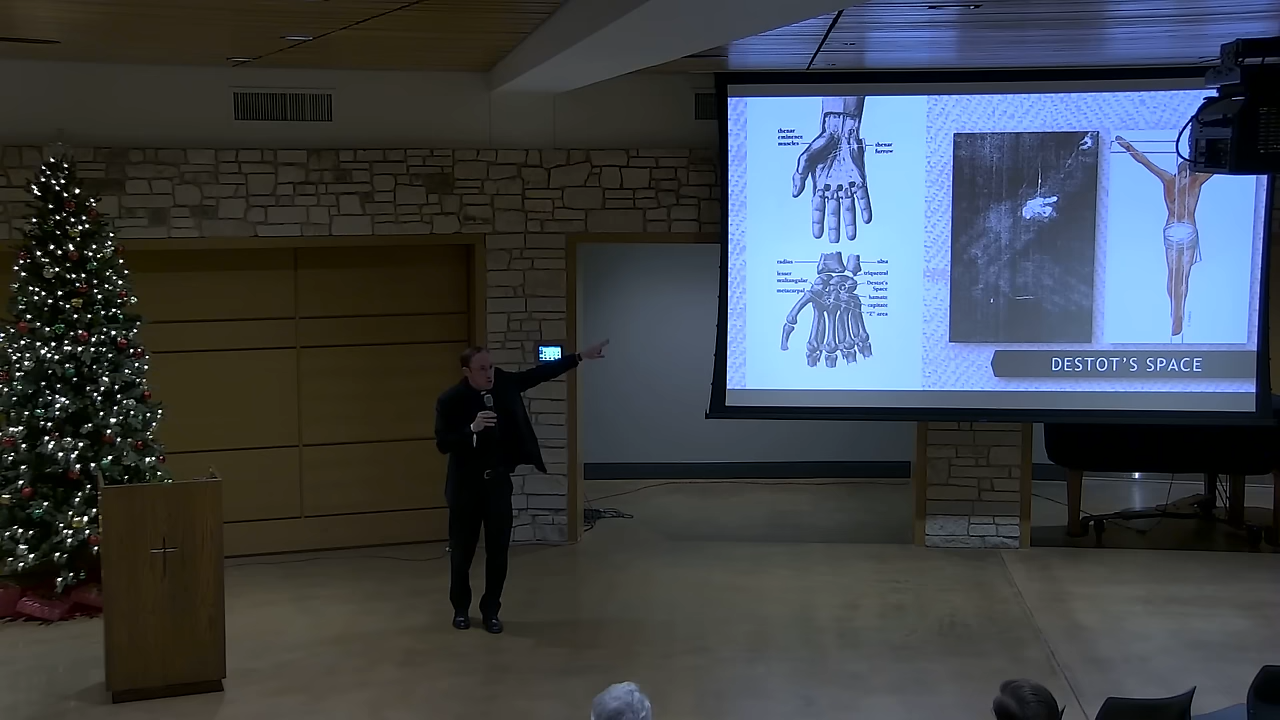 thenar
eminence
muscles
thenar
furrow
radius
ulna
lesser
multangular
metacarpal
triquetral
Destot's
Space
hamate
capitate
"Z" area
DESTOT'S SPACE